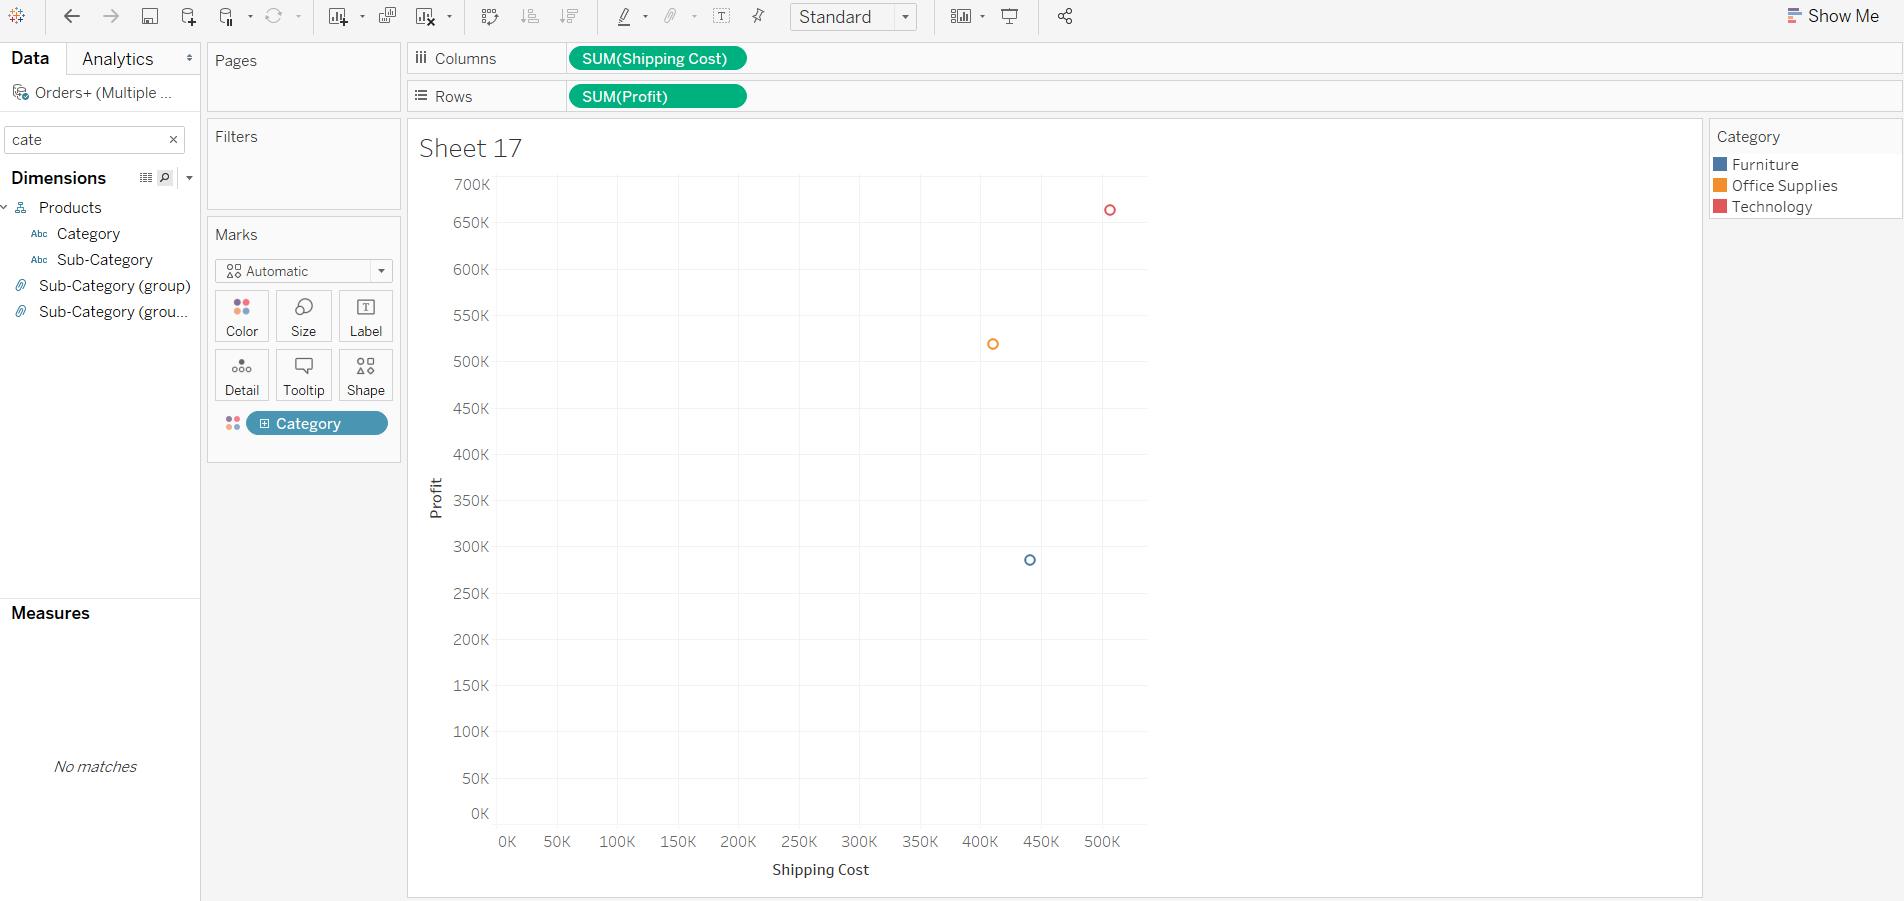 Standard
Show Me
Data
Analytics
Pages
Columns
SUM(Shipping Cost)
Orders+ (Multiple ...
Rows
SUM(Profit)
cate
Filters
Sheet 17
Category
Furniture
Office Supplies
Technology
Dimensions
Products
Abc Category
Abc Sub-Category
Sub-Category (group)
Sub-Category (grou...
Marks
Automatic
Color
Size
T
Label
Detail
Tooltip
Shape
Category
Measures
No matches
700K
650K
600K
550K
500K
450K
400K
350K
300K
250K
200K
150K
100K
50K
0K
Profit
0K 50K 100K 150K 200K 250K 300K 350K 400K 450K 500K
Shipping Cost